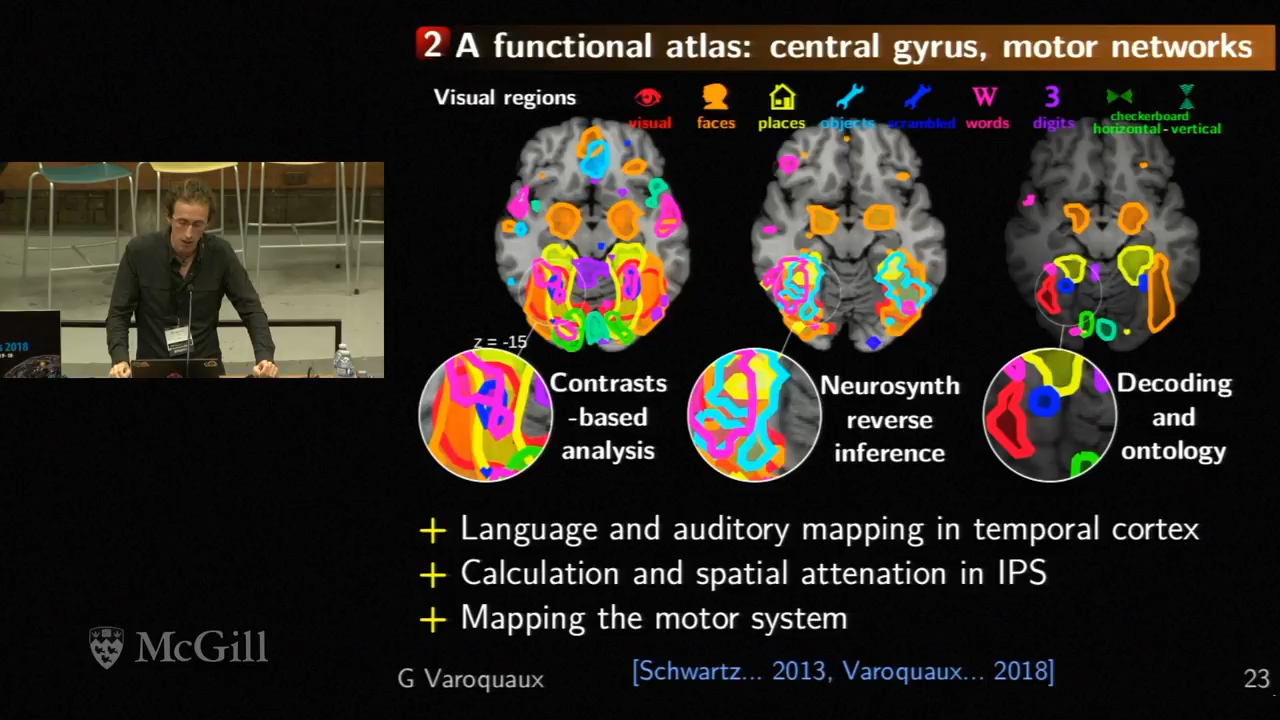 2 A functional atlas: central gyrus, motor networks
Visual regions
visual
faces
places
objects
scrambled
W
words
3
digits
checkerboard
horizontal - vertical
z = -15
Contrasts
-based
analysis
Neurosynth
reverse
inference
Decoding
and
ontology
+ Language and auditory mapping in temporal cortex
+ Calculation and spatial attenation in IPS
+ Mapping the motor system
s 2018
McGill
G Varoquaux
[Schwartz... 2013, Varoquaux... 2018]
23